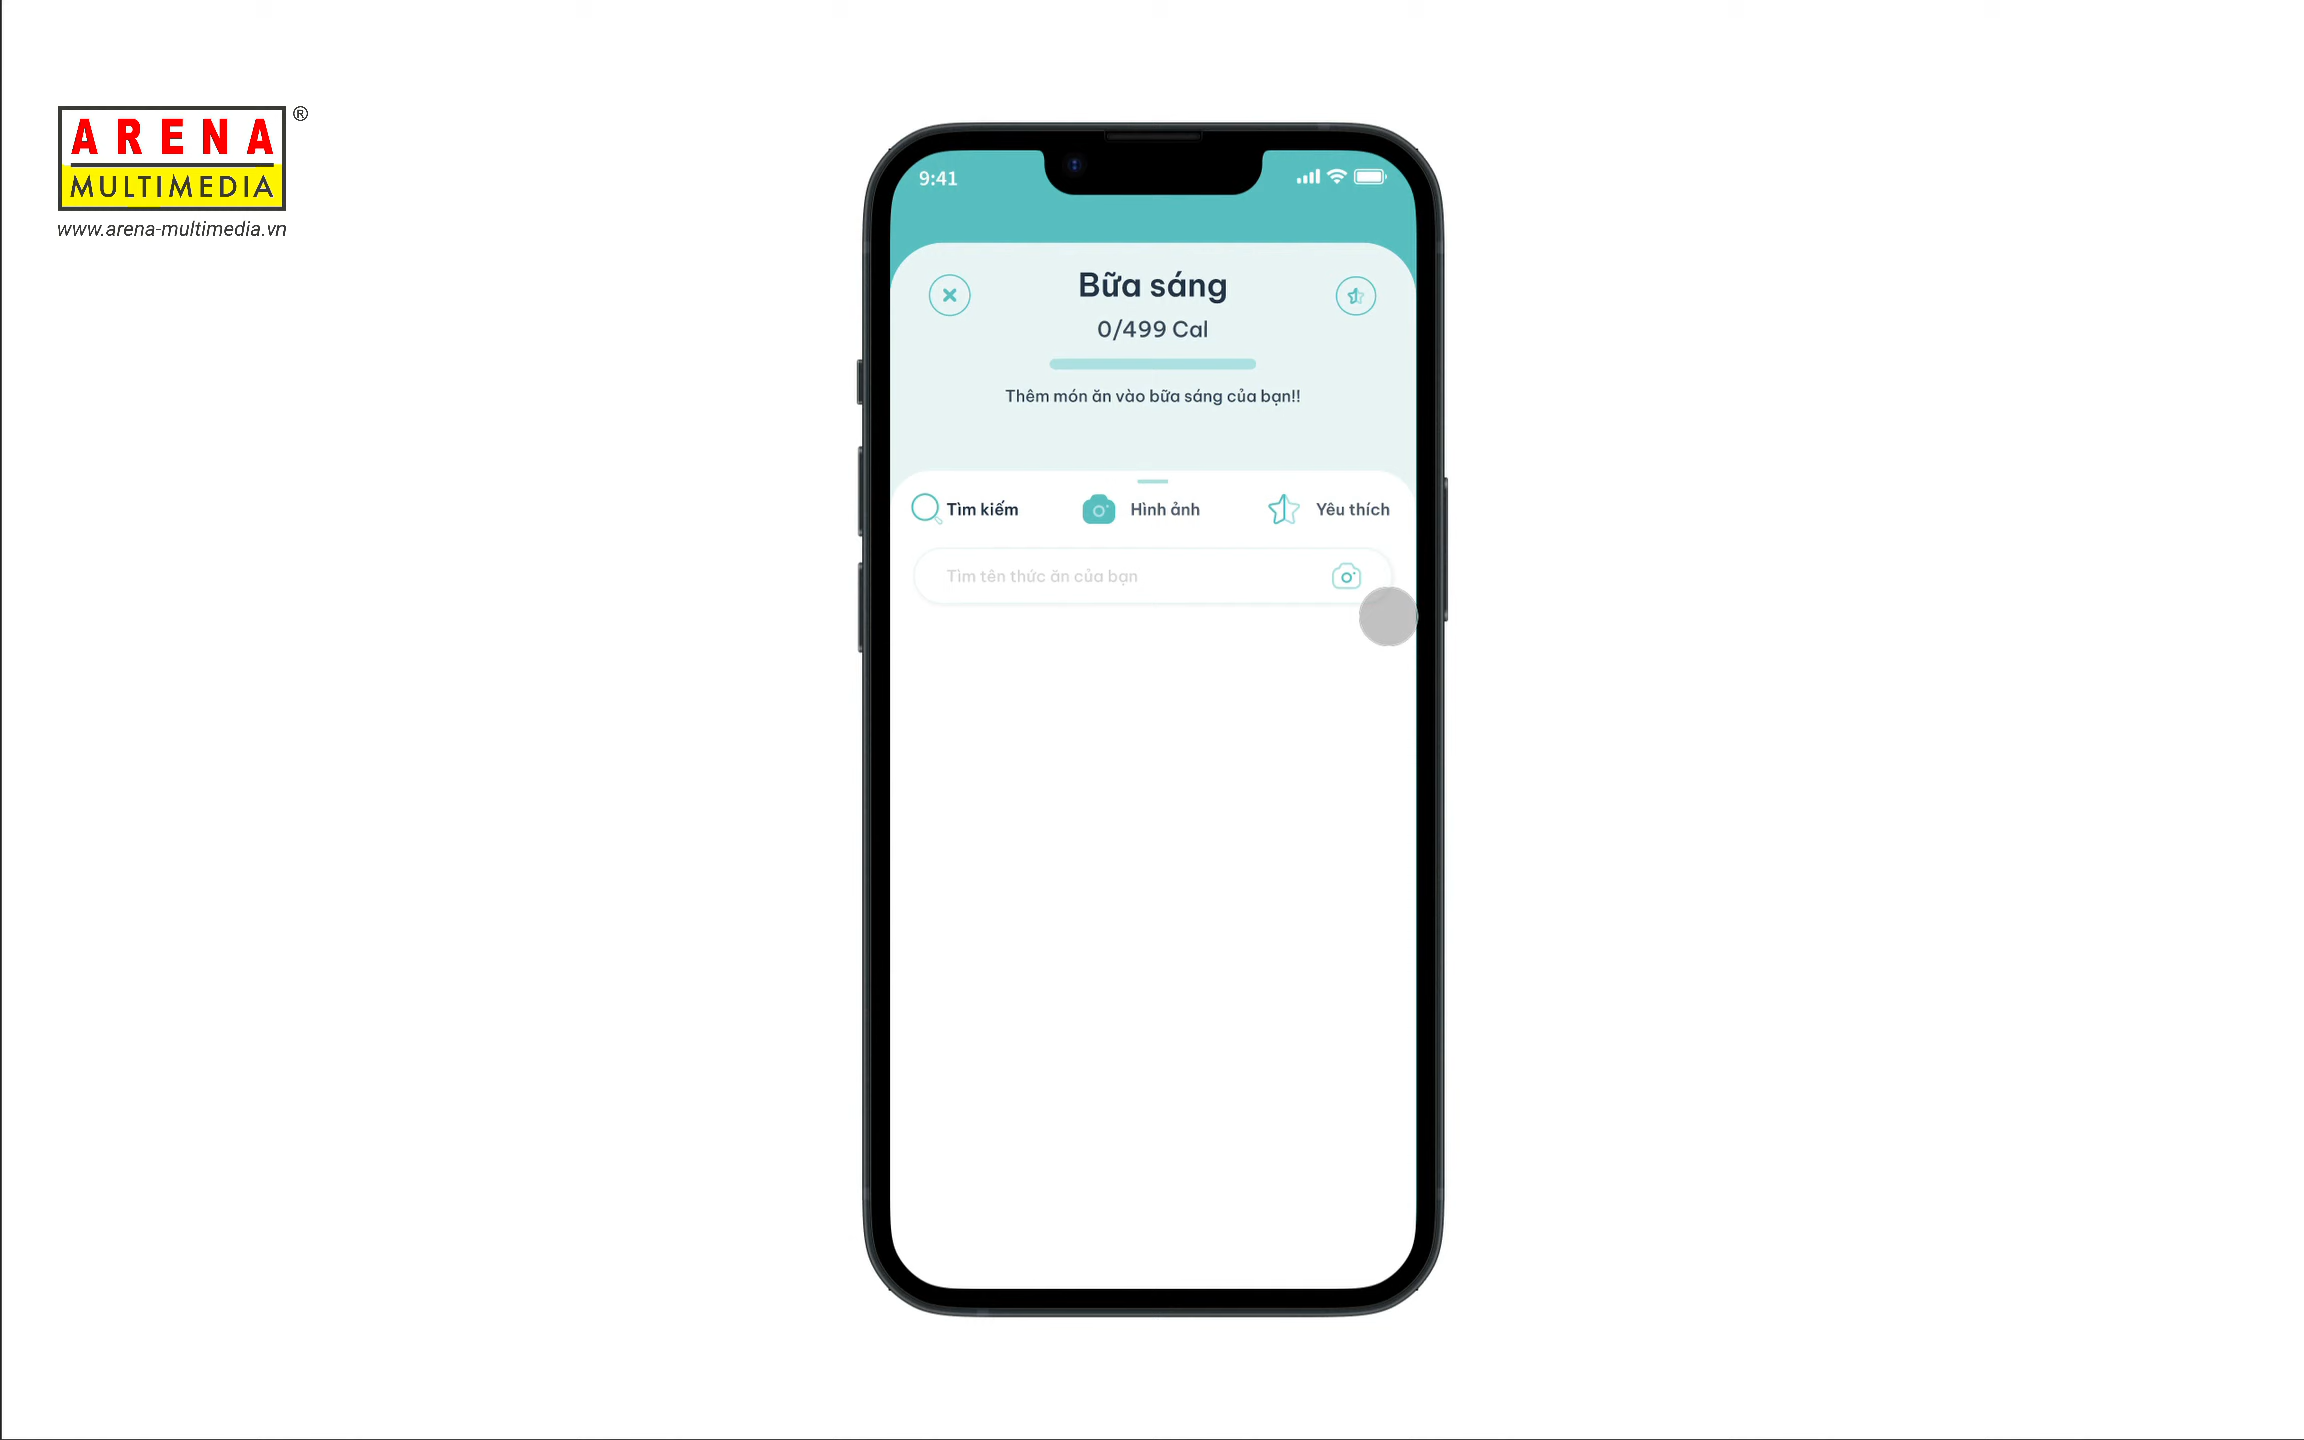 ARENA
MULTIMEDIA
®
www.arena-multimedia.vn
9:41
Bữa sáng
0/499 Cal
Thêm món ăn vào bữa sáng của bạn!!
Tìm kiếm
Hình ảnh
Yêu thích
Tìm tên thức ăn của bạn